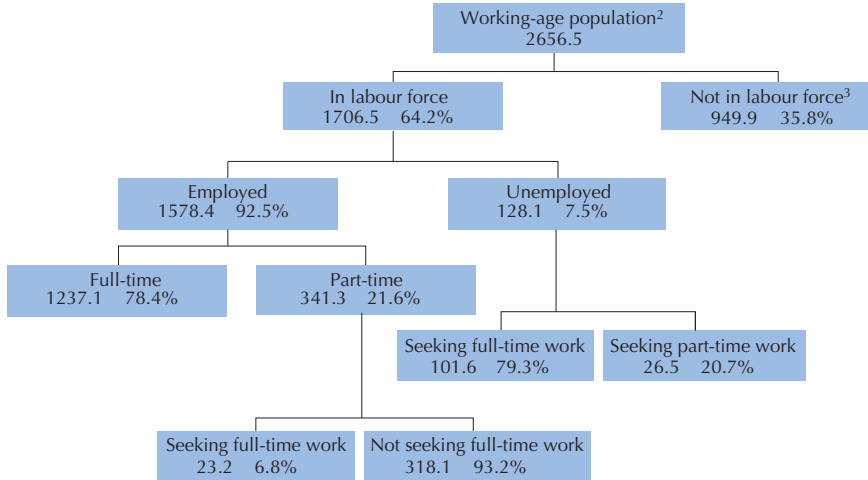 Working-age population²
2656.5
In labour force
1706.5 64.2%
Not in labour force³
949.9 35.8%
Employed
1578.4 92.5%
Unemployed
128.1 7.5%
Full-time
1237.1 78.4%
Part-time
341.3 21.6%
Seeking full-time work
101.6 79.3%
Seeking part-time work
26.5 20.7%
Seeking full-time work
23.2 6.8%
Not seeking full-time work
318.1 93.2%